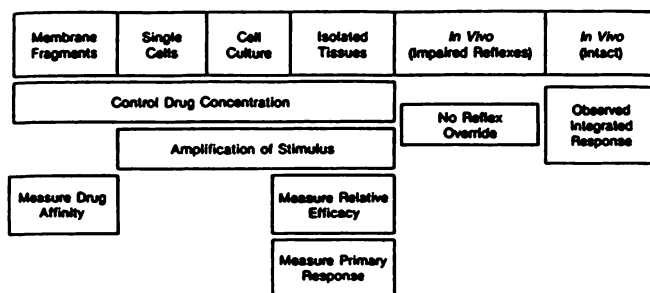 Membrane
Fragments
Single
Cells
Cell
Culture
Isolated
Tissues
In Vivo
(Impaired Reflexes)
In Vivo
(Intact)
Control Drug Concentration
No Reflex
Override
Observed
Integrated
Response
Amplification of Stimulus
Measure Drug
Affinity
Measure Relative
Efficacy
Measure Primary
Response